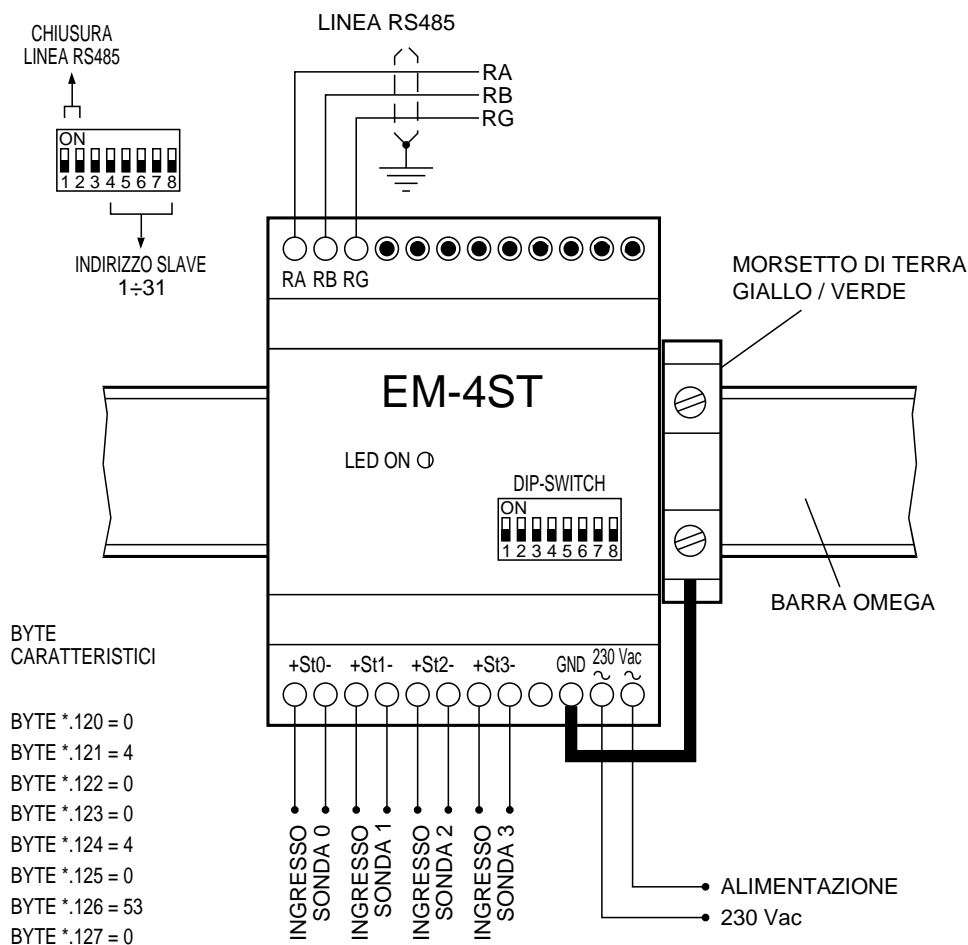 LINEA RS485
CHIUSURA
LINEA RS485
RA
RB
RG
ON
1 2 3 4 5 6 7 8
INDIRIZZO SLAVE
1÷31
RA RB RG
MORSETTO DI TERRA
GIALLO / VERDE
EM-4ST
LED ON
DIP-SWITCH
ON
1 2 3 4 5 6 7 8
BARRA OMEGA
+St0- +St1- +St2- +St3- GND 230 Vac
INGRESSO
SONDA 0
INGRESSO
SONDA 1
INGRESSO
SONDA 2
INGRESSO
SONDA 3
ALIMENTAZIONE
230 Vac
BYTE
CARATTERISTICI
BYTE *.120 = 0
BYTE *.121 = 4
BYTE *.122 = 0
BYTE *.123 = 0
BYTE *.124 = 4
BYTE *.125 = 0
BYTE *.126 = 53
BYTE *.127 = 0